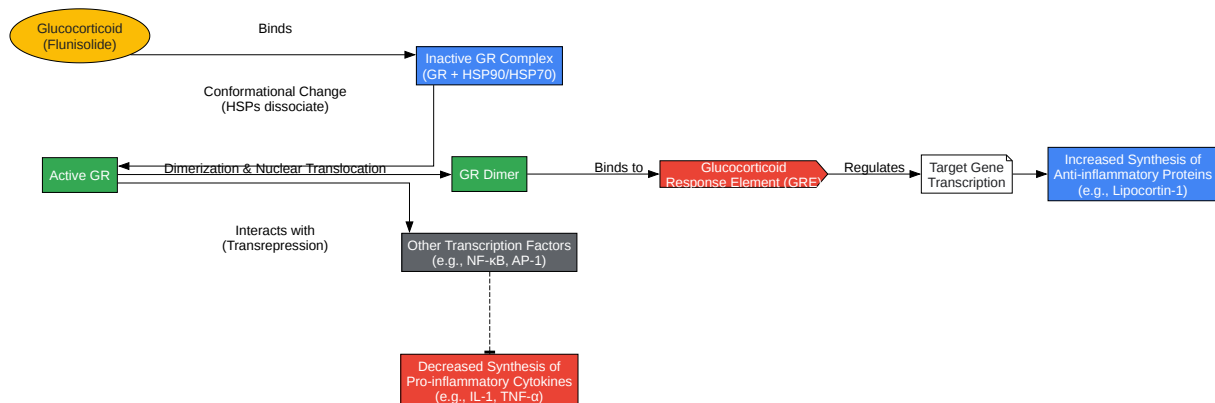 Glucocorticoid
(Flunisolide)
Binds
Inactive GR Complex
(GR + HSP90/HSP70)
Conformational Change
(HSPs dissociate)
Active GR
Dimerization & Nuclear Translocation
GR Dimer
Binds to
Glucocorticoid
Response Element (GRE)
Regulates
Target Gene
Transcription
Increased Synthesis of
Anti-inflammatory Proteins
(e.g., Lipocortin-1)
Interacts with
(Transrepression)
Other Transcription Factors
(e.g., NF-κB, AP-1)
Decreased Synthesis of
Pro-inflammatory Cytokines
(e.g., IL-1, TNF-α)